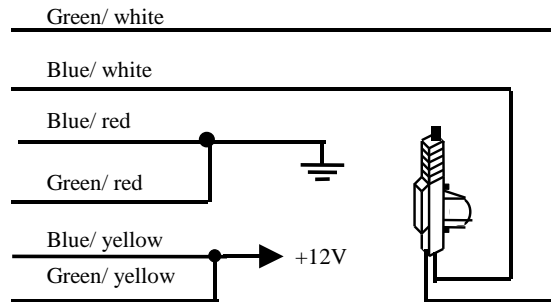 Green/ white
Blue/ white
Blue/ red
Green/ red
Blue/ yellow
+12V
Green/ yellow